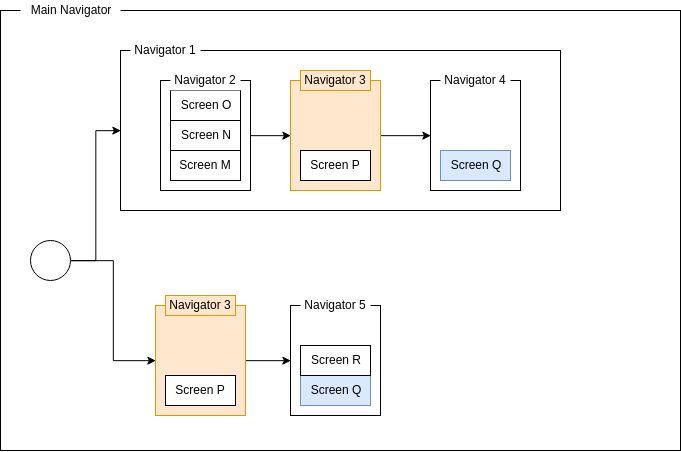 Main Navigator
Navigator 1
Navigator 2
Screen O
Screen N
Screen M
Navigator 3
Screen P
Navigator 4
Screen Q
Navigator 3
Screen P
Navigator 5
Screen R
Screen Q